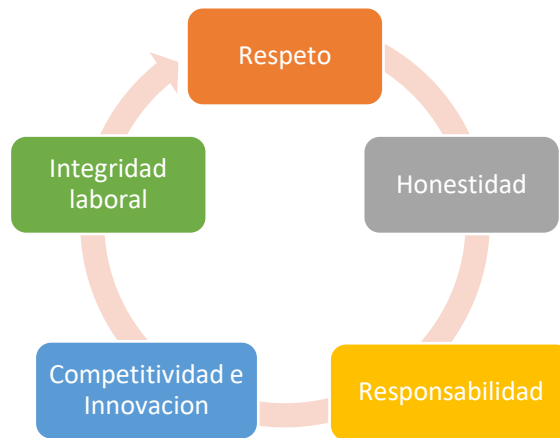 Respeto
Honestidad
Responsabilidad
Competitividad e
Innovacion
Integridad
laboral